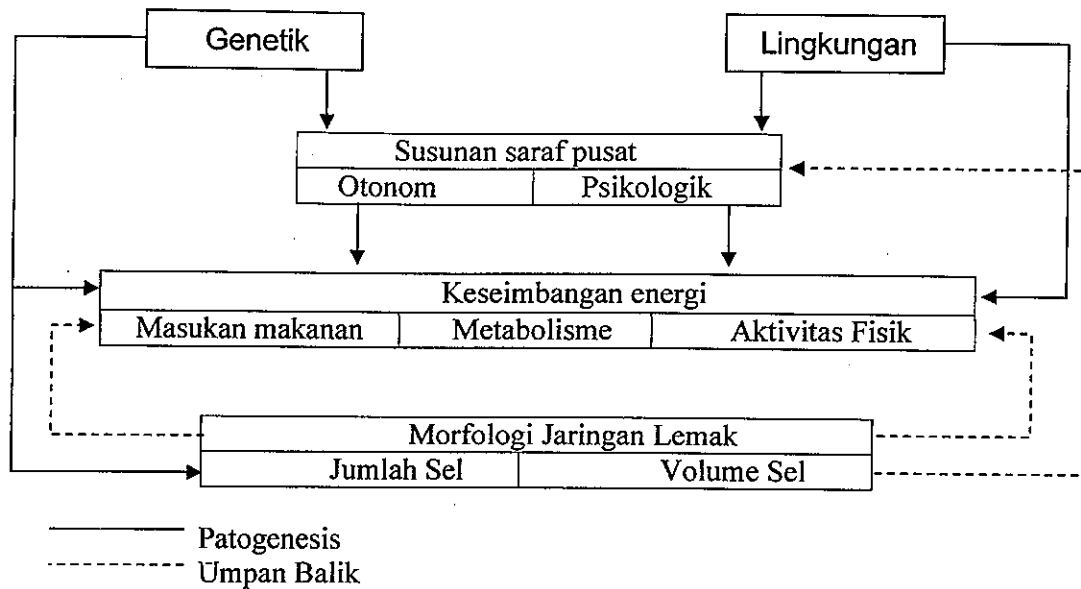 Genetik
Lingkungan
Susunan saraf pusat
Otonom
Psikologik
Keseimbangan energi
Masukan makanan
Metabolisme
Aktivitas Fisik
Morfologi Jaringan Lemak
Jumlah Sel
Volume Sel
Patogenesis
Umpan Balik